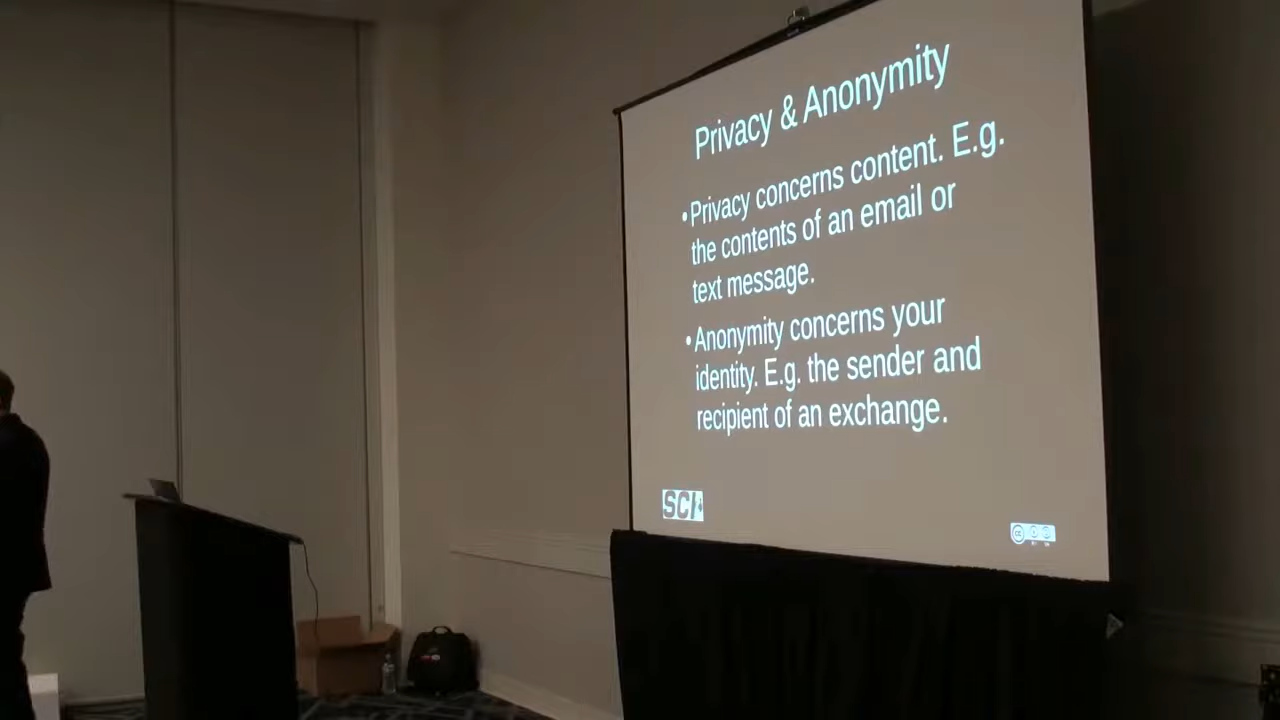 Privacy & Anonymity
•Privacy concerns content. E.g.
the contents of an email or
text message.
•Anonymity concerns your
identity. E.g. the sender and
recipient of an exchange.
SCI
cc